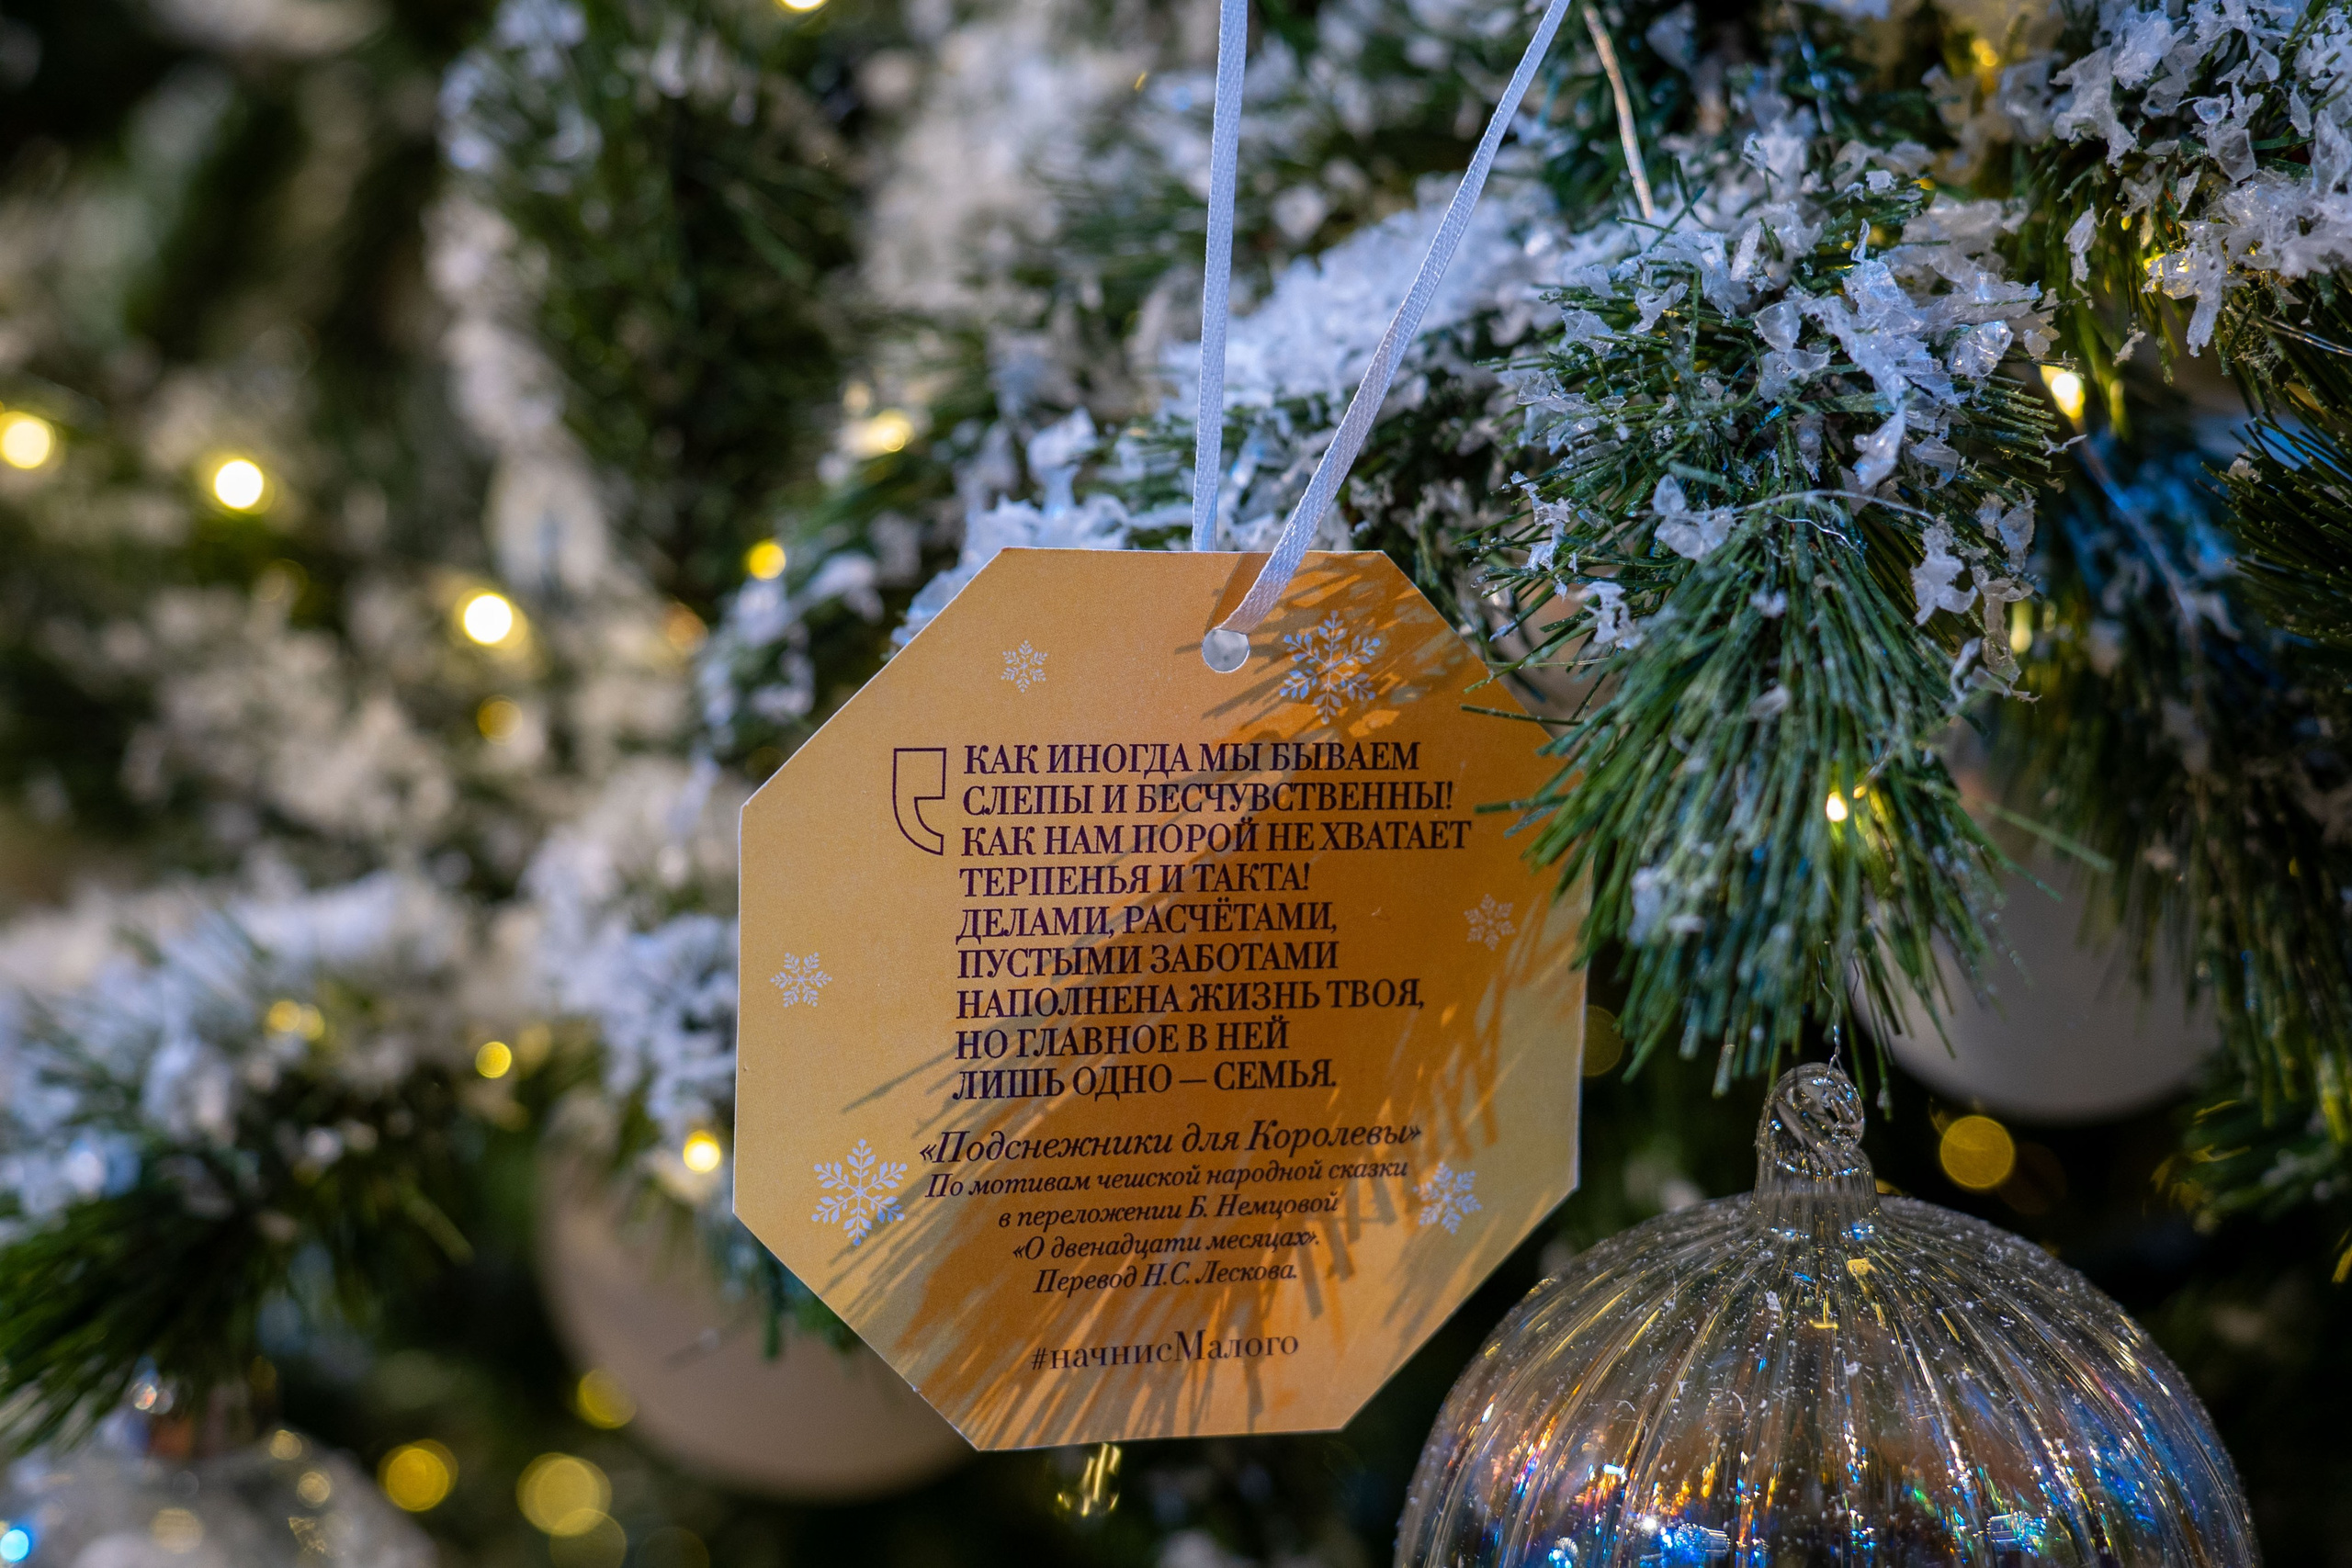 КАК ИНОГДА МЫ БЫВАЕМ
СЛЕПЫ И БЕСЧУВСТВЕННЫ!
КАК НАМ ПОРОЙ НЕ ХВАТАЕТ
ТЕРПЕНЬЯ И ТАКТА!
ДЕЛАМИ, РАСЧЁТАМИ,
ПУСТЫМИ ЗАБОТАМИ
НАПОЛНЕНА ЖИЗНЬ ТВОЯ,
НО ГЛАВНОЕ В НЕЙ
ЛИШЬ ОДНО — СЕМЬЯ.
«Подснежники для Королевы»
По мотивам чешской народной сказки
в переложении Б. Немцовой
«О двенадцати месяцах».
Перевод Н.С. Лескова.
#начнисМалого